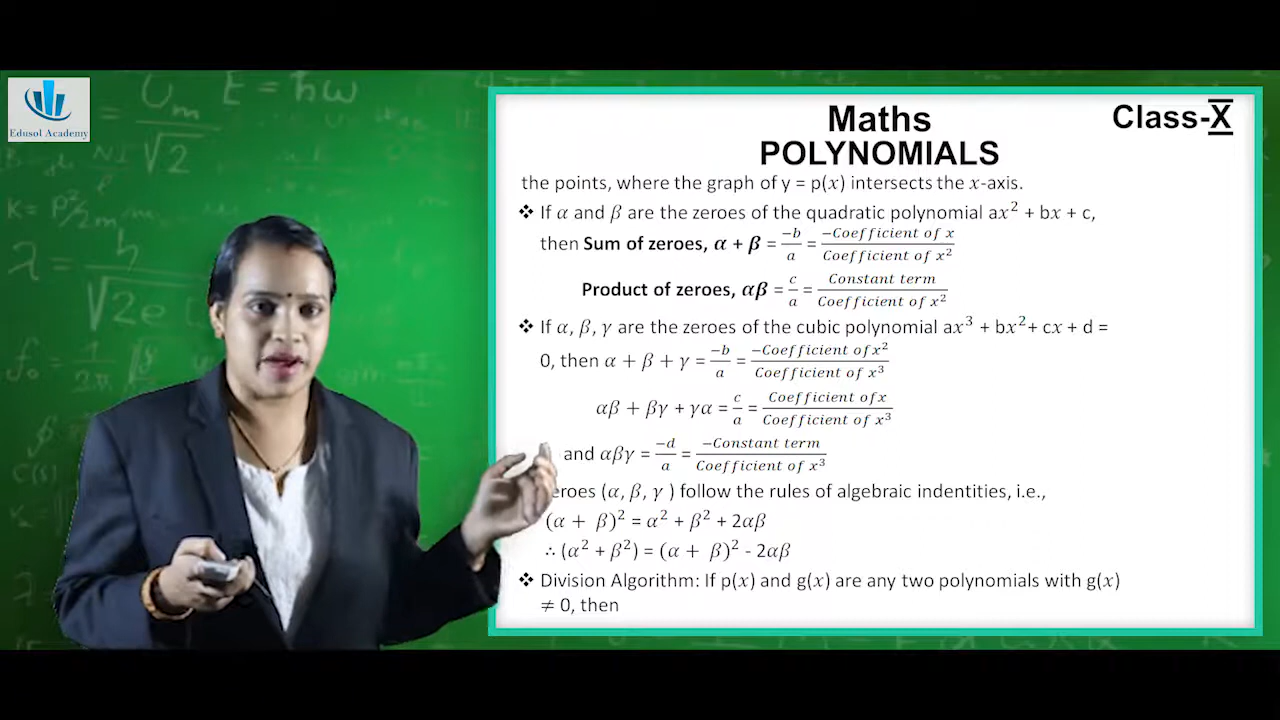 Edusol Academy
Maths
Class-X
POLYNOMIALS
the points, where the graph of y = p(x) intersects the x-axis.
❖ If α and β are the zeroes of the quadratic polynomial ax² + bx + c,
then Sum of zeroes, α + β = -b/a = -Coefficient of x/Coefficient of x²
Product of zeroes, αβ = c/a = Constant term/Coefficient of x²
❖ If α, β, γ are the zeroes of the cubic polynomial ax³ + bx²+ cx + d =
0, then α + β + γ = -b/a = -Coefficient of x²/Coefficient of x³
αβ + βγ + γα = c/a = Coefficient of x/Coefficient of x³
and αβγ = -d/a = -Constant term/Coefficient of x³
eroes (α, β, γ ) follow the rules of algebraic indentities, i.e.,
(α + β)² = α² + β² + 2αβ
∴ (α² + β²) = (α + β)² - 2αβ
❖ Division Algorithm: If p(x) and g(x) are any two polynomials with g(x)
≠ 0, then
E = ħω